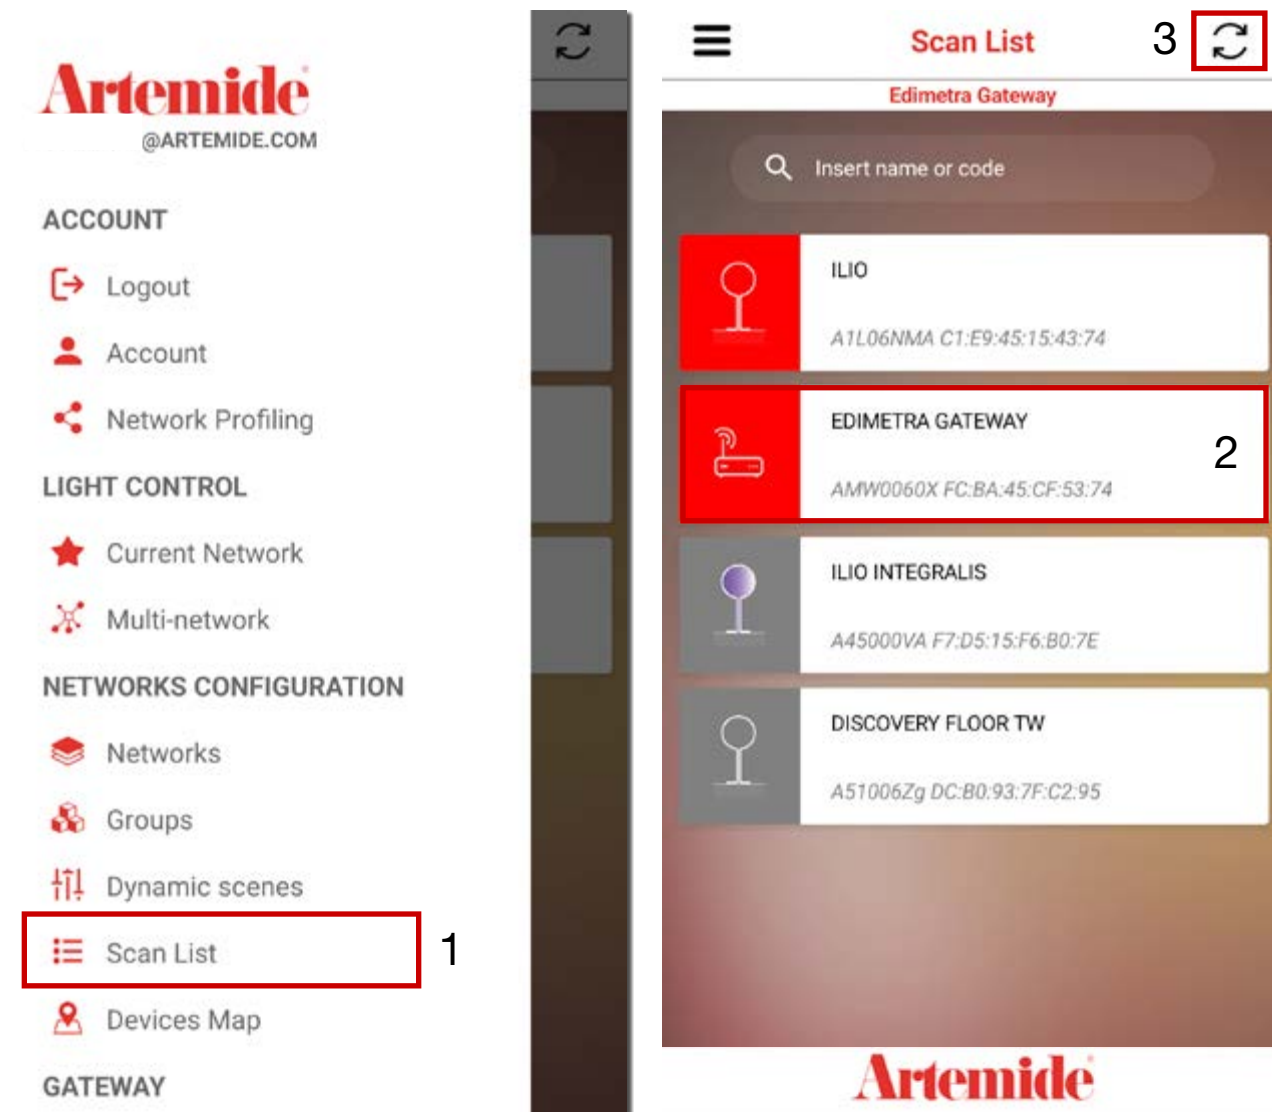 Artemide
@ARTEMIDE.COM
ACCOUNT
Logout
Account
Network Profiling
LIGHT CONTROL
Current Network
Multi-network
NETWORKS CONFIGURATION
Networks
Groups
Dynamic scenes
Scan List
1
Devices Map
GATEWAY
Scan List
3
Edimetra Gateway
Insert name or code
ILIO
A1L06NMA C1:E9:45:15:43:74
EDIMETRA GATEWAY
2
AMW0060X FC:BA:45:CF:53:74
ILIO INTEGRALIS
A45000VA F7:D5:15:F6:B0:7E
DISCOVERY FLOOR TW
A51006Zg DC:B0:93:7F:C2:95
Artemide